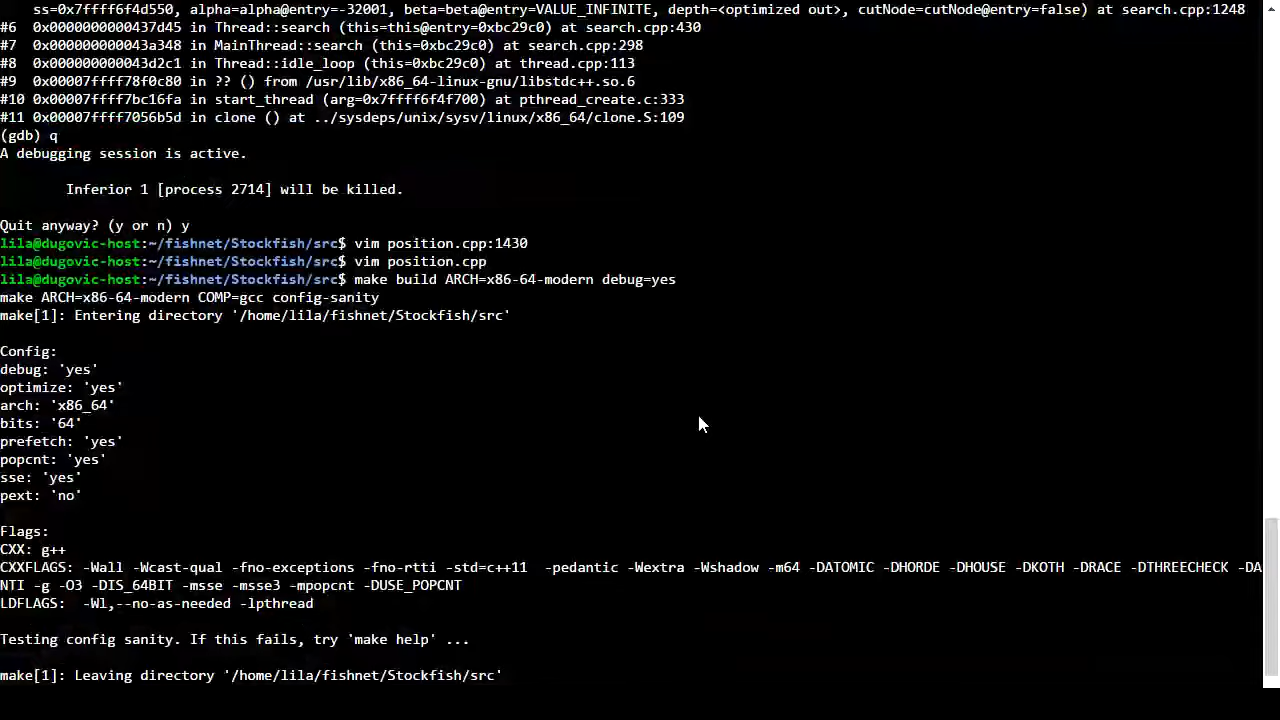 ss=0x7ffff6f4d550, alpha=alpha@entry=-32001, beta=beta@entry=VALUE_INFINITE, depth=<optimized out>, cutNode=cutNode@entry=false) at search.cpp:1248
#6 0x0000000000437d45 in Thread::search (this=this@entry=0xbc29c0) at search.cpp:430
#7 0x000000000043a348 in MainThread::search (this=0xbc29c0) at search.cpp:298
#8 0x000000000043d2c1 in Thread::idle_loop (this=0xbc29c0) at thread.cpp:113
#9 0x00007ffff78f0c80 in ?? () from /usr/lib/x86_64-linux-gnu/libstdc++.so.6
#10 0x00007ffff7bc16fa in start_thread (arg=0x7ffff6f4f700) at pthread_create.c:333
#11 0x00007ffff7056b5d in clone () at ../sysdeps/unix/sysv/linux/x86_64/clone.S:109
(gdb) q
A debugging session is active.
Inferior 1 [process 2714] will be killed.
Quit anyway? (y or n) y
lila@dugovic-host:~/fishnet/Stockfish/src$ vim position.cpp:1430
lila@dugovic-host:~/fishnet/Stockfish/src$ vim position.cpp
lila@dugovic-host:~/fishnet/Stockfish/src$ make build ARCH=x86-64-modern debug=yes
make ARCH=x86-64-modern COMP=gcc config-sanity
make[1]: Entering directory '/home/lila/fishnet/Stockfish/src'
Config:
debug: 'yes'
optimize: 'yes'
arch: 'x86_64'
bits: '64'
prefetch: 'yes'
popcnt: 'yes'
sse: 'yes'
pext: 'no'
Flags:
CXX: g++
CXXFLAGS: -Wall -Wcast-qual -fno-exceptions -fno-rtti -std=c++11 -pedantic -Wextra -Wshadow -m64 -DATOMIC -DHORDE -DHOUSE -DKOTH -DRACE -DTHREECHECK -DA
NTI -g -O3 -DIS_64BIT -msse -msse3 -mpopcnt -DUSE_POPCNT
LDFLAGS: -Wl,--no-as-needed -lpthread
Testing config sanity. If this fails, try 'make help' ...
make[1]: Leaving directory '/home/lila/fishnet/Stockfish/src'